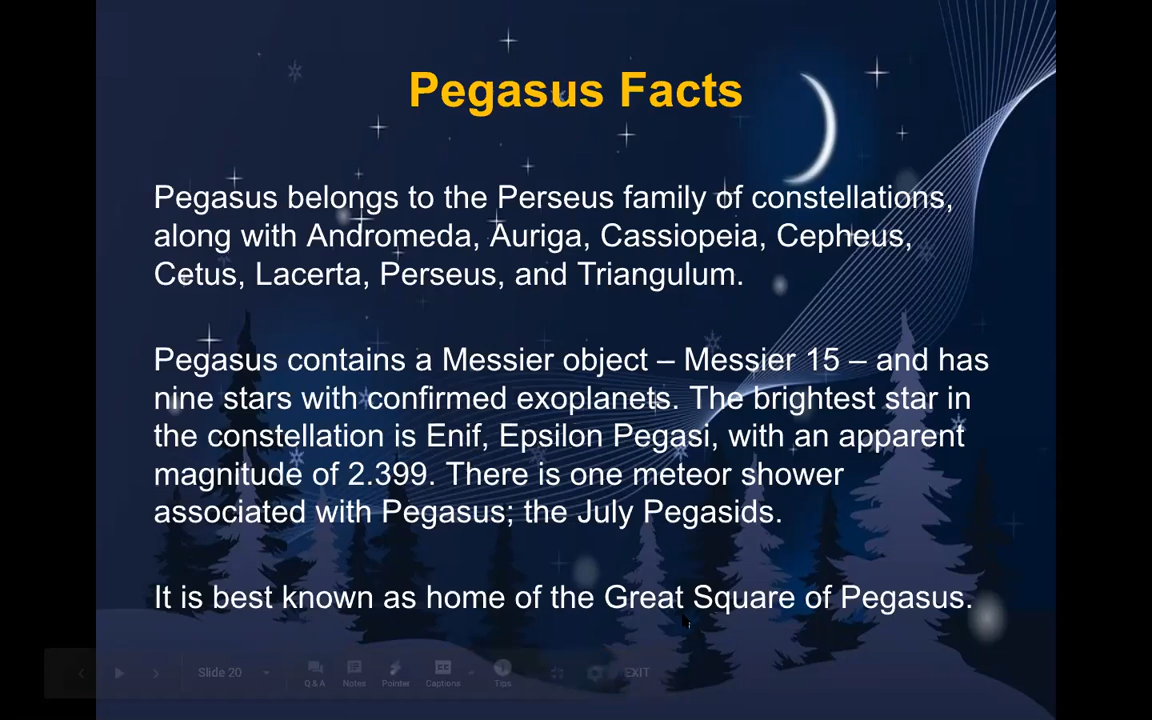 Pegasus Facts
Pegasus belongs to the Perseus family of constellations,
along with Andromeda, Auriga, Cassiopeia, Cepheus,
Cetus, Lacerta, Perseus, and Triangulum.
Pegasus contains a Messier object – Messier 15 – and has
nine stars with confirmed exoplanets. The brightest star in
the constellation is Enif, Epsilon Pegasi, with an apparent
magnitude of 2.399. There is one meteor shower
associated with Pegasus; the July Pegasids.
It is best known as home of the Great Square of Pegasus.
Slide 20
Q & A Notes Pointer Captions Tips EXIT